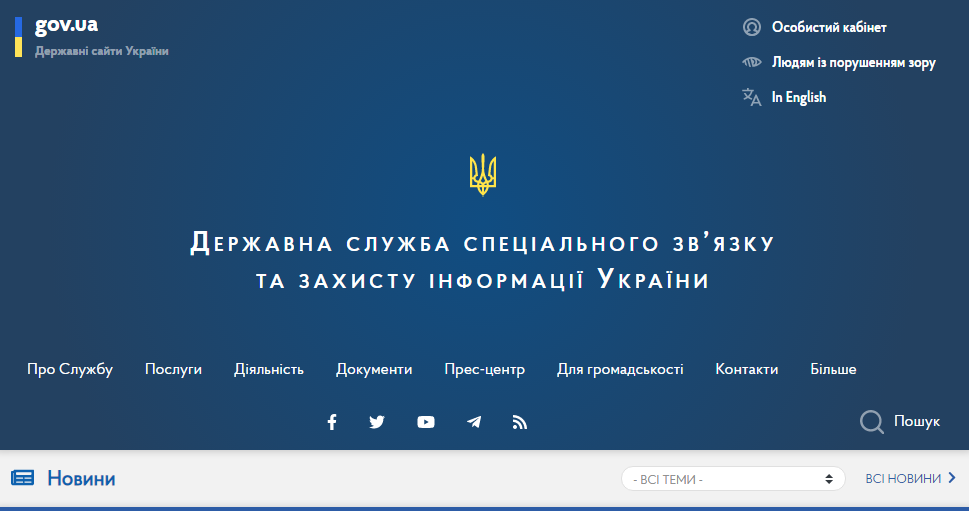 gov.ua
Державні сайти України
Особистий кабінет
Людям із порушенням зору
In English
Державна служба спеціального зв’язку
та захисту інформації України
Про Службу Послуги Діяльність Документи Прес-центр Для громадськості Контакти Більше
Пошук
Новини
- ВСІ ТЕМИ -
ВСІ НОВИНИ